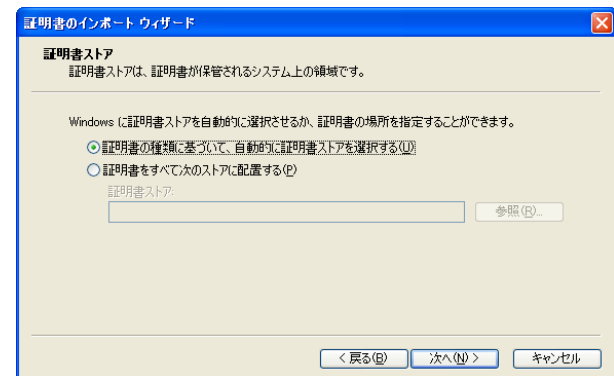 証明書のインポート ウィザード
証明書ストア
証明書ストアは、証明書が保管されるシステム上の領域です。
Windows に証明書ストアを自動的に選択させるか、証明書の場所を指定することができます。
証明書の種類に基づいて、自動的に証明書ストアを選択する(U)
証明書をすべて次のストアに配置する(P)
証明書ストア:
参照(R)...
< 戻る(B)
次へ(N) >
キャンセル